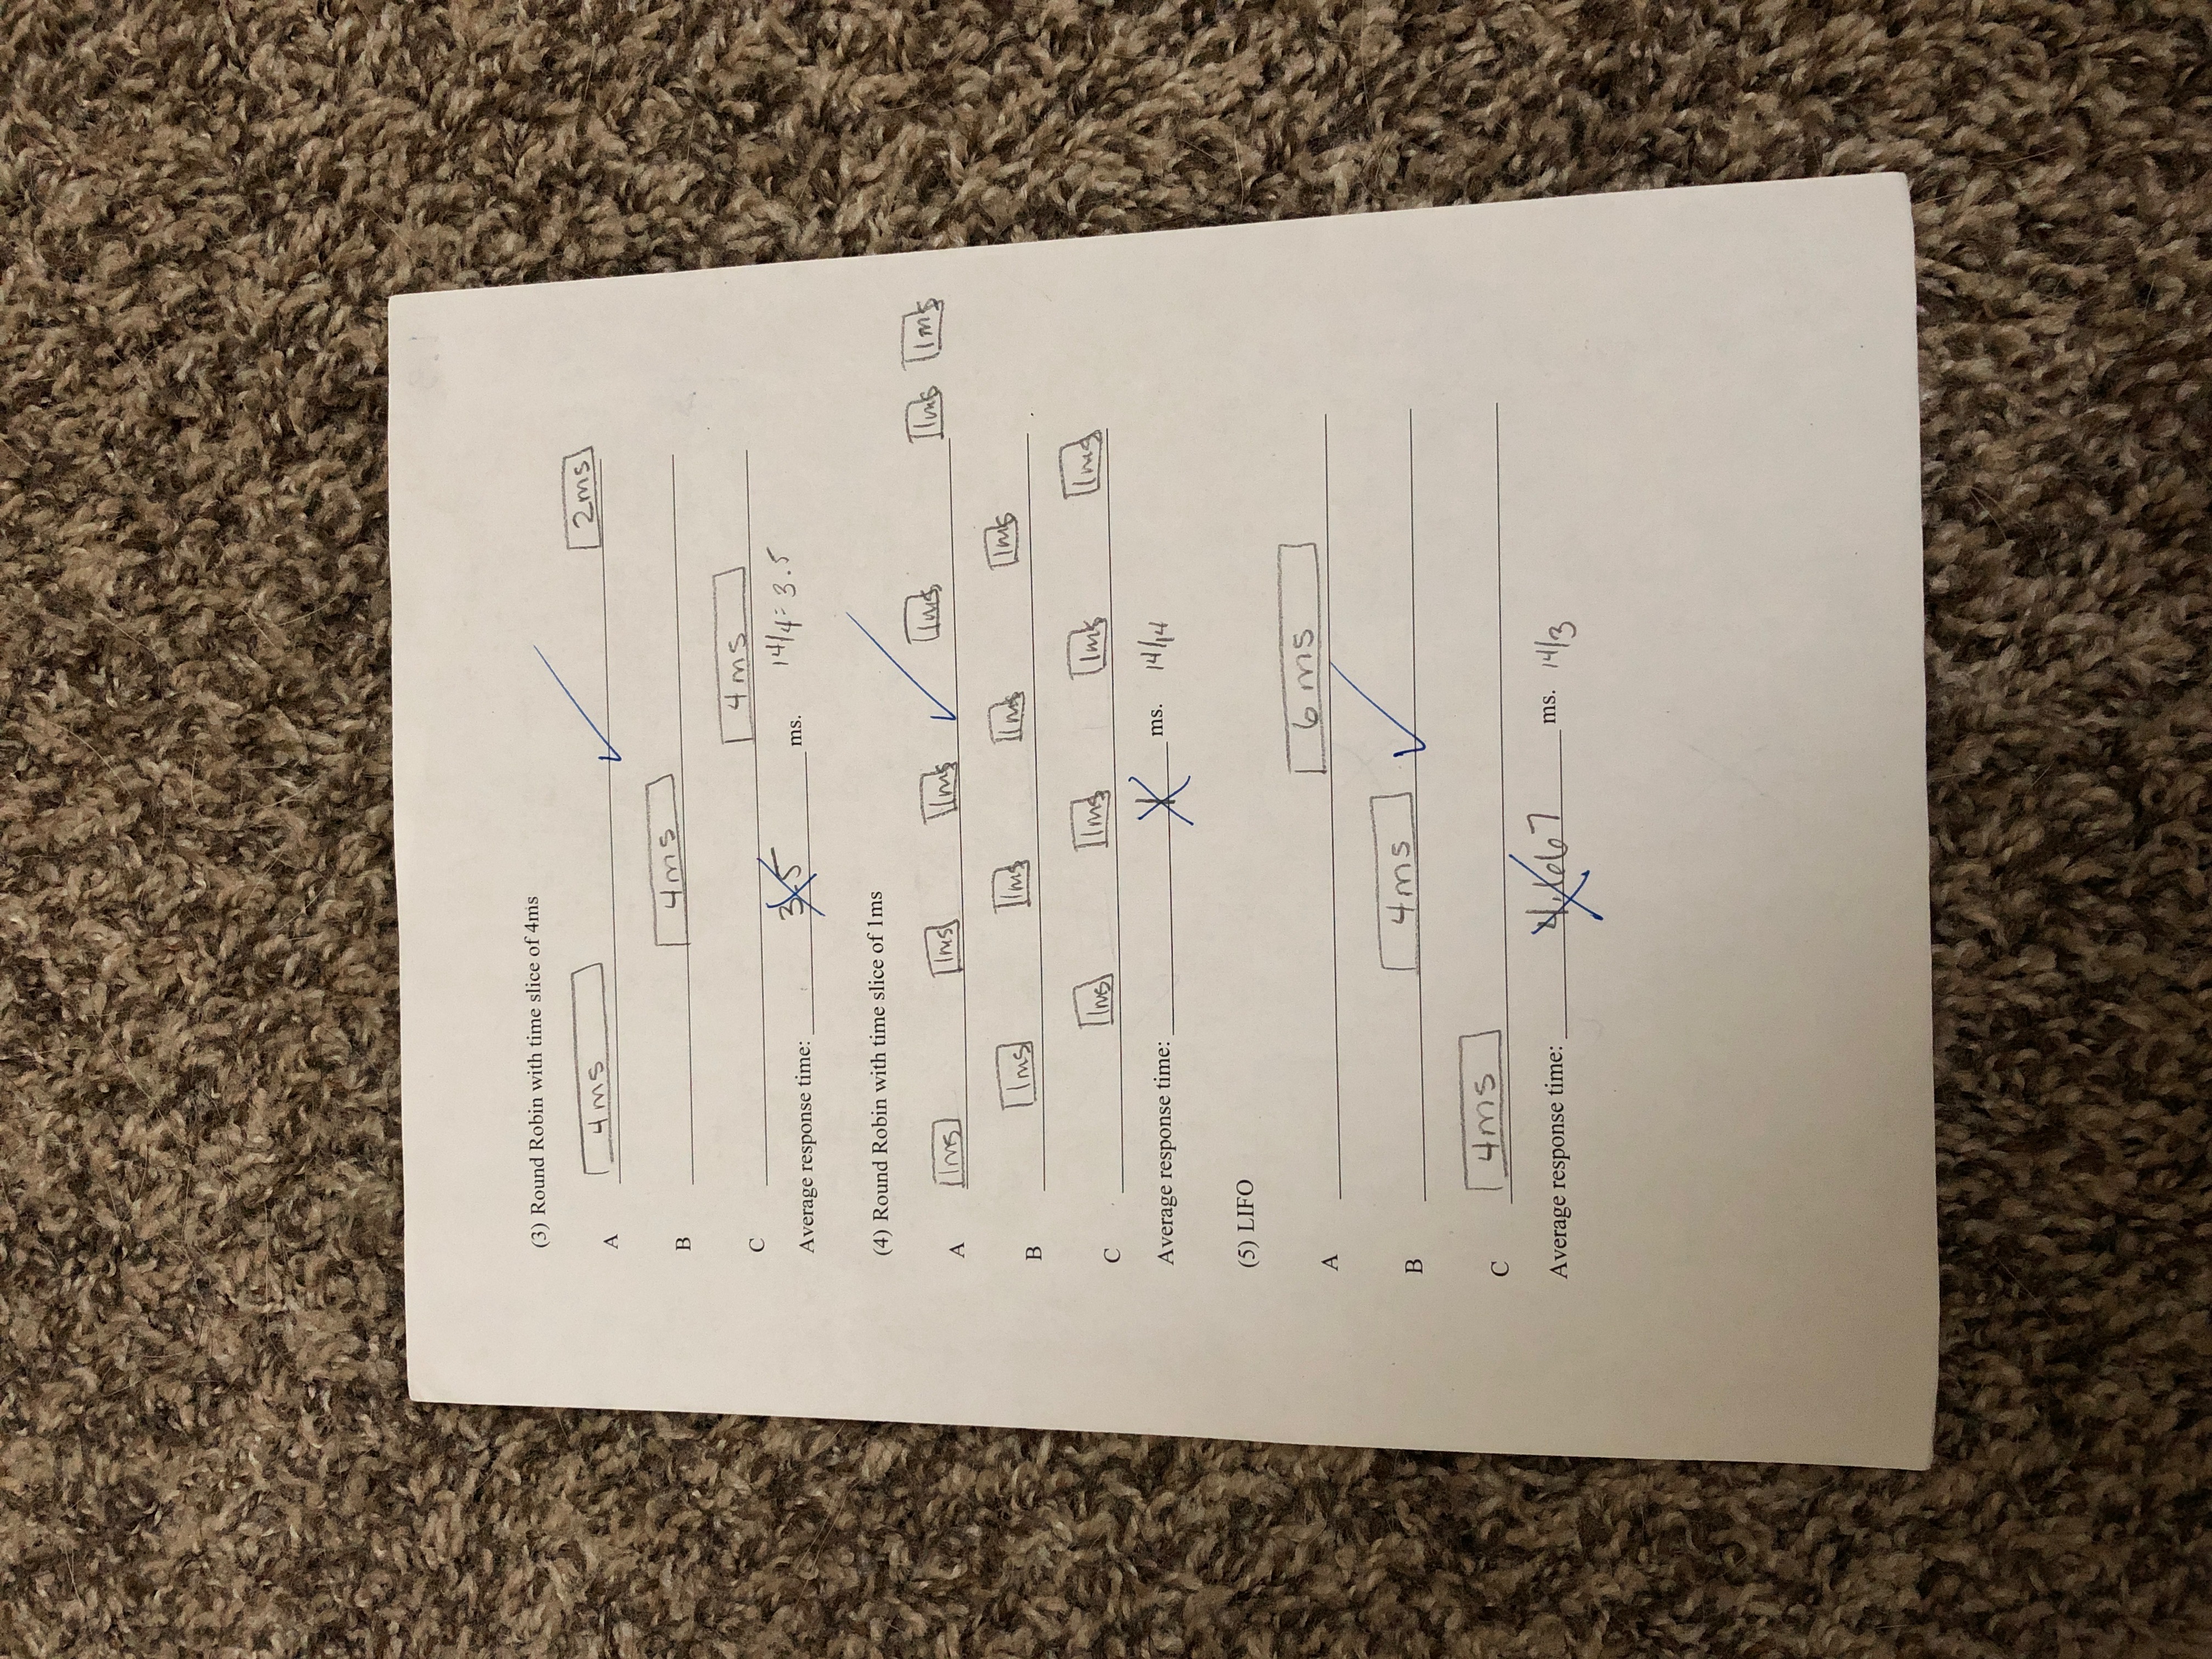 (3) Round Robin with time slice of 4ms
A 4ms 2ms
B 4ms
C 4ms
Average response time: 3.5 ms. 14/4= 3.5
(4) Round Robin with time slice of 1ms
A 1ms 1ms 1ms 1ms 1ms 1ms
B 1ms 1ms 1ms 1ms
C 1ms 1ms 1ms 1ms
Average response time: 1 ms. 14/14
(5) LIFO
A 6 ms
B 4ms
C 4ms
Average response time: 4.667 ms. 14/3